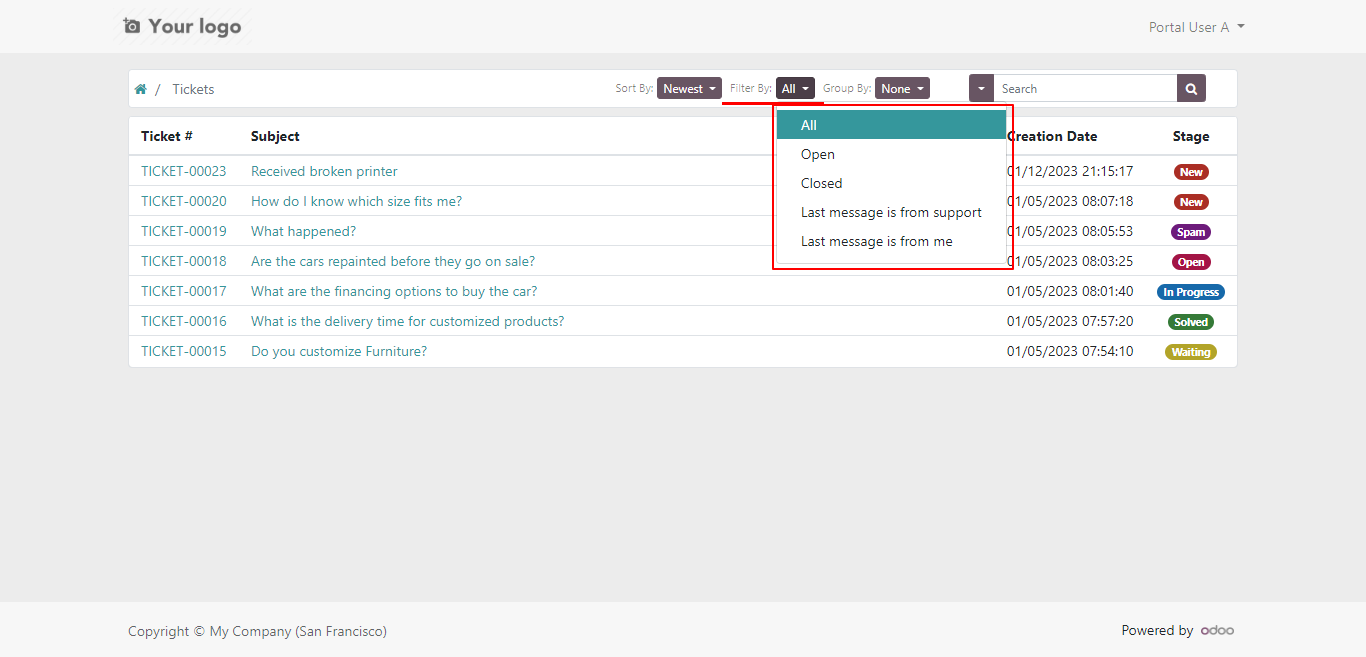 Your logo
Portal User A
/ Tickets
Sort By: Newest Filter By: All Group By: None Search
Ticket # Subject Creation Date Stage
All
Open
Closed
Last message is from support
Last message is from me
TICKET-00023 Received broken printer 01/12/2023 21:15:17 New
TICKET-00020 How do I know which size fits me? 01/05/2023 08:07:18 New
TICKET-00019 What happened? 01/05/2023 08:05:53 Spam
TICKET-00018 Are the cars repainted before they go on sale? 01/05/2023 08:03:25 Open
TICKET-00017 What are the financing options to buy the car? 01/05/2023 08:01:40 In Progress
TICKET-00016 What is the delivery time for customized products? 01/05/2023 07:57:20 Solved
TICKET-00015 Do you customize Furniture? 01/05/2023 07:54:10 Waiting
Copyright © My Company (San Francisco)
Powered by odoo